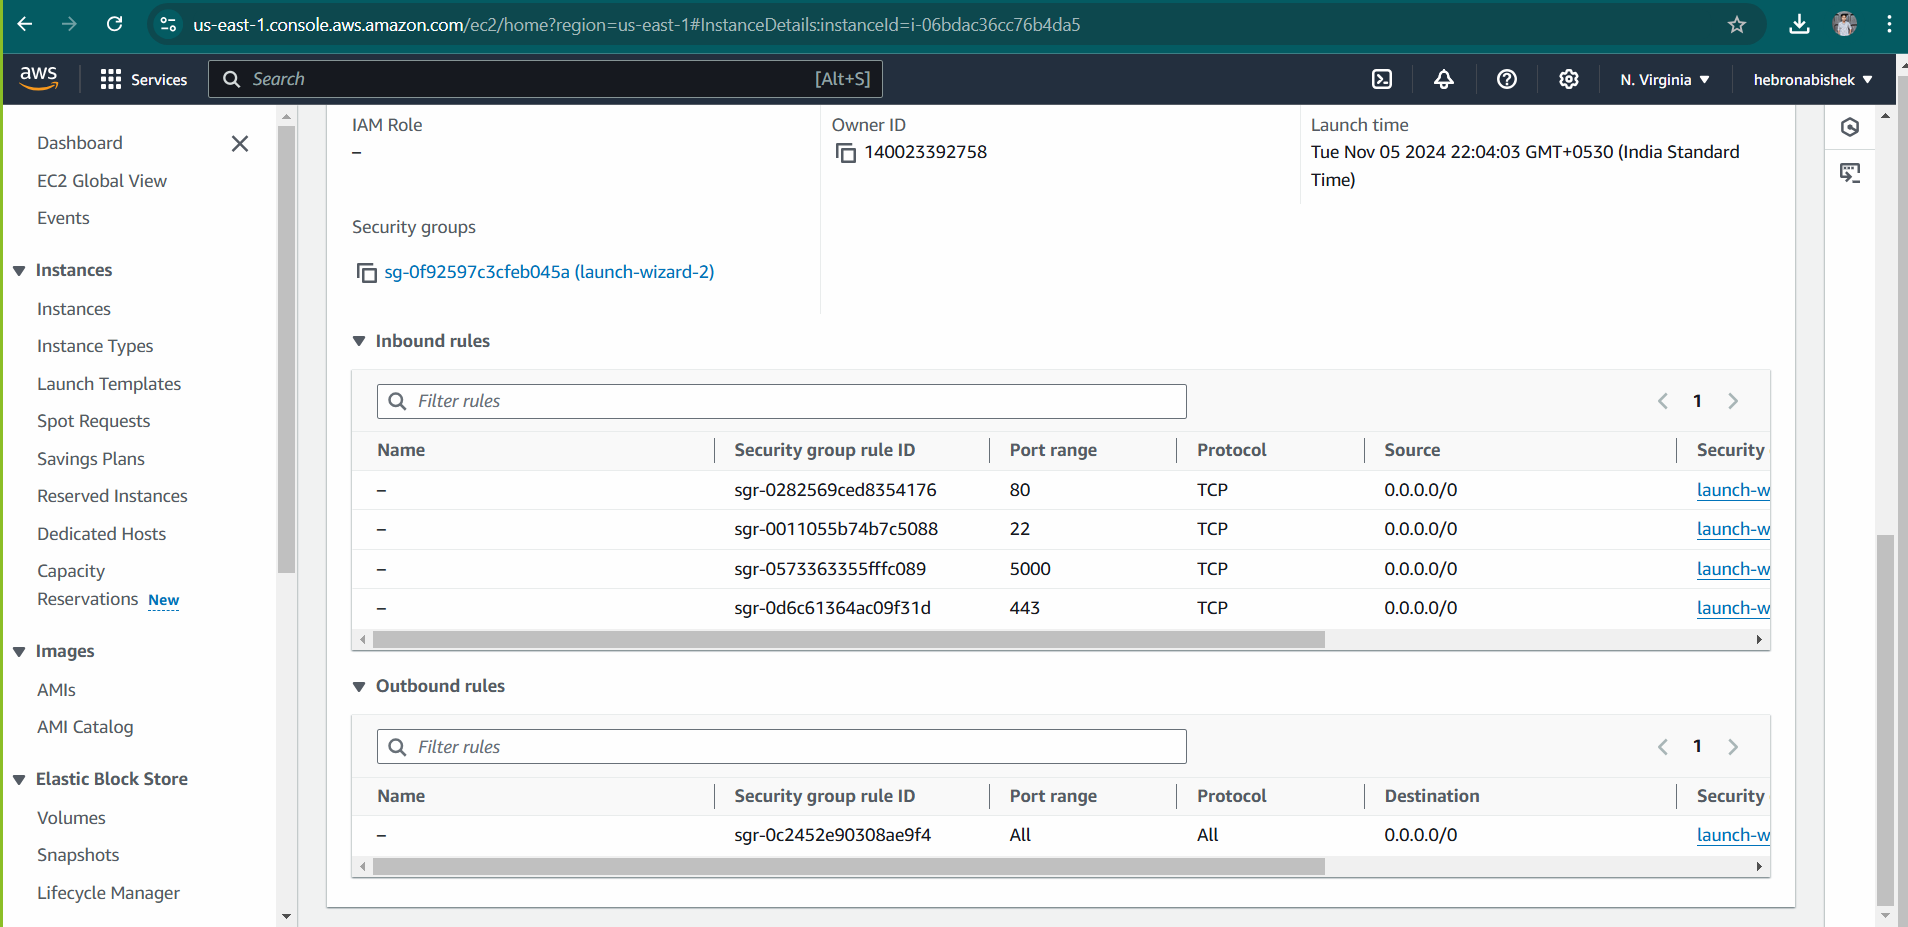 us-east-1.console.aws.amazon.com/ec2/home?region=us-east-1#InstanceDetails:instanceId=i-06bdac36cc76b4da5
aws
Services
Search
[Alt+S]
N. Virginia
hebronabishek
Dashboard
EC2 Global View
Events
Instances
Instances
Instance Types
Launch Templates
Spot Requests
Savings Plans
Reserved Instances
Dedicated Hosts
Capacity
Reservations New
Images
AMIs
AMI Catalog
Elastic Block Store
Volumes
Snapshots
Lifecycle Manager
IAM Role
–
Owner ID
140023392758
Launch time
Tue Nov 05 2024 22:04:03 GMT+0530 (India Standard
Time)
Security groups
sg-0f92597c3cfeb045a (launch-wizard-2)
Inbound rules
Filter rules
1
Name Security group rule ID Port range Protocol Source Security
– sgr-0282569ced8354176 80 TCP 0.0.0.0/0 launch-w
– sgr-0011055b74b7c5088 22 TCP 0.0.0.0/0 launch-w
– sgr-0573363355fffc089 5000 TCP 0.0.0.0/0 launch-w
– sgr-0d6c61364ac09f31d 443 TCP 0.0.0.0/0 launch-w
Outbound rules
Filter rules
1
Name Security group rule ID Port range Protocol Destination Security
– sgr-0c2452e90308ae9f4 All All 0.0.0.0/0 launch-w